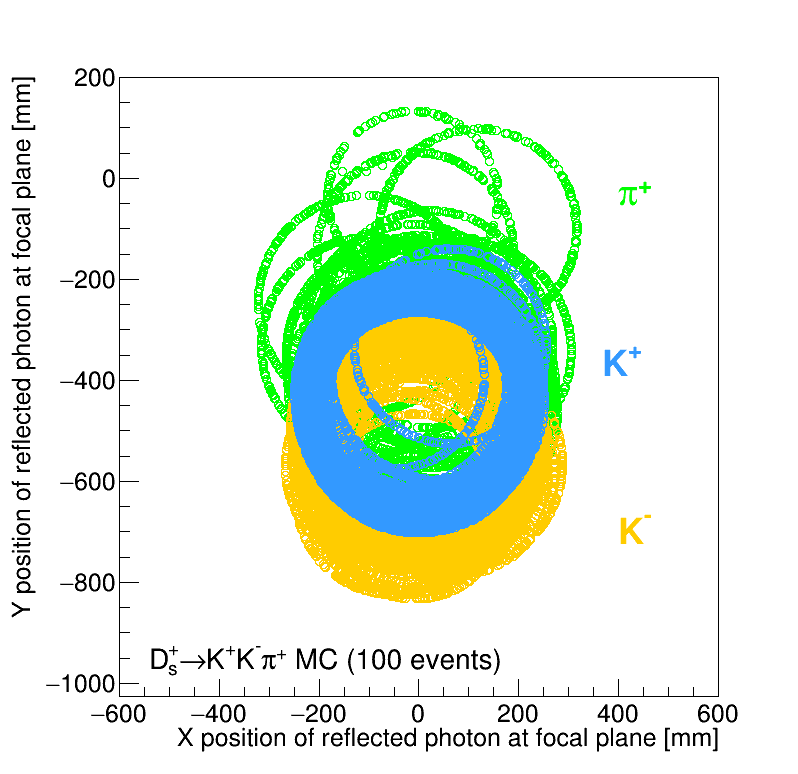 200
0
−200
−400
−600
−800
−1000
−600 −400 −200 0 200 400 600
Y position of reflected photon at focal plane [mm]
X position of reflected photon at focal plane [mm]
π⁺
K⁺
K⁻
Dₛ⁺→K⁺K⁻π⁺ MC (100 events)